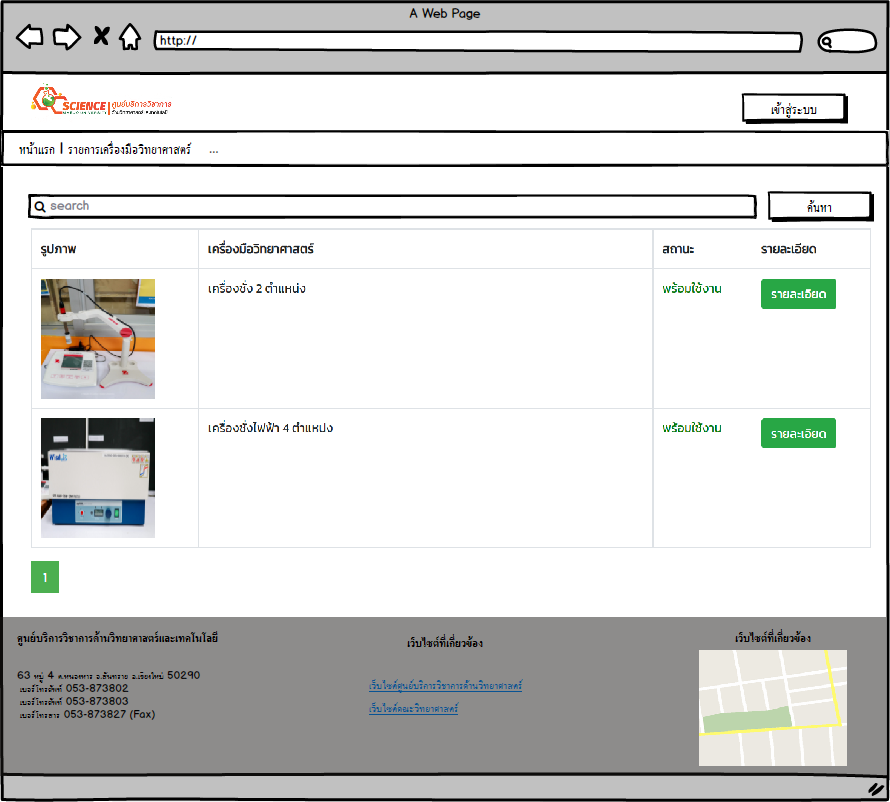 A Web Page
http://
SCIENCE ศูนย์บริการวิชาการ
เข้าสู่ระบบ
หน้าแรก | รายการเครื่องมือวิทยาศาสตร์ ...
search
ค้นหา
รูปภาพ เครื่องมือวิทยาศาสตร์ สถานะ รายละเอียด
เครื่องชั่ง 2 ตำแหน่ง พร้อมใช้งาน รายละเอียด
เครื่องชั่งไฟฟ้า 4 ตำแหน่ง พร้อมใช้งาน รายละเอียด
1
ศูนย์บริการวิชาการด้านวิทยาศาสตร์และเทคโนโลยี
63 หมู่ 4 ต.หนองหาร อ.สันทราย จ.เชียงใหม่ 50290
เบอร์โทรศัพท์ 053-873802
เบอร์โทรศัพท์ 053-873803
เบอร์โทรสาร 053-873827 (Fax)
เว็บไซต์ที่เกี่ยวข้อง
เว็บไซต์ศูนย์บริการวิชาการด้านวิทยาศาสตร์
เว็บไซต์คณะวิทยาศาสตร์
เว็บไซต์ที่เกี่ยวข้อง